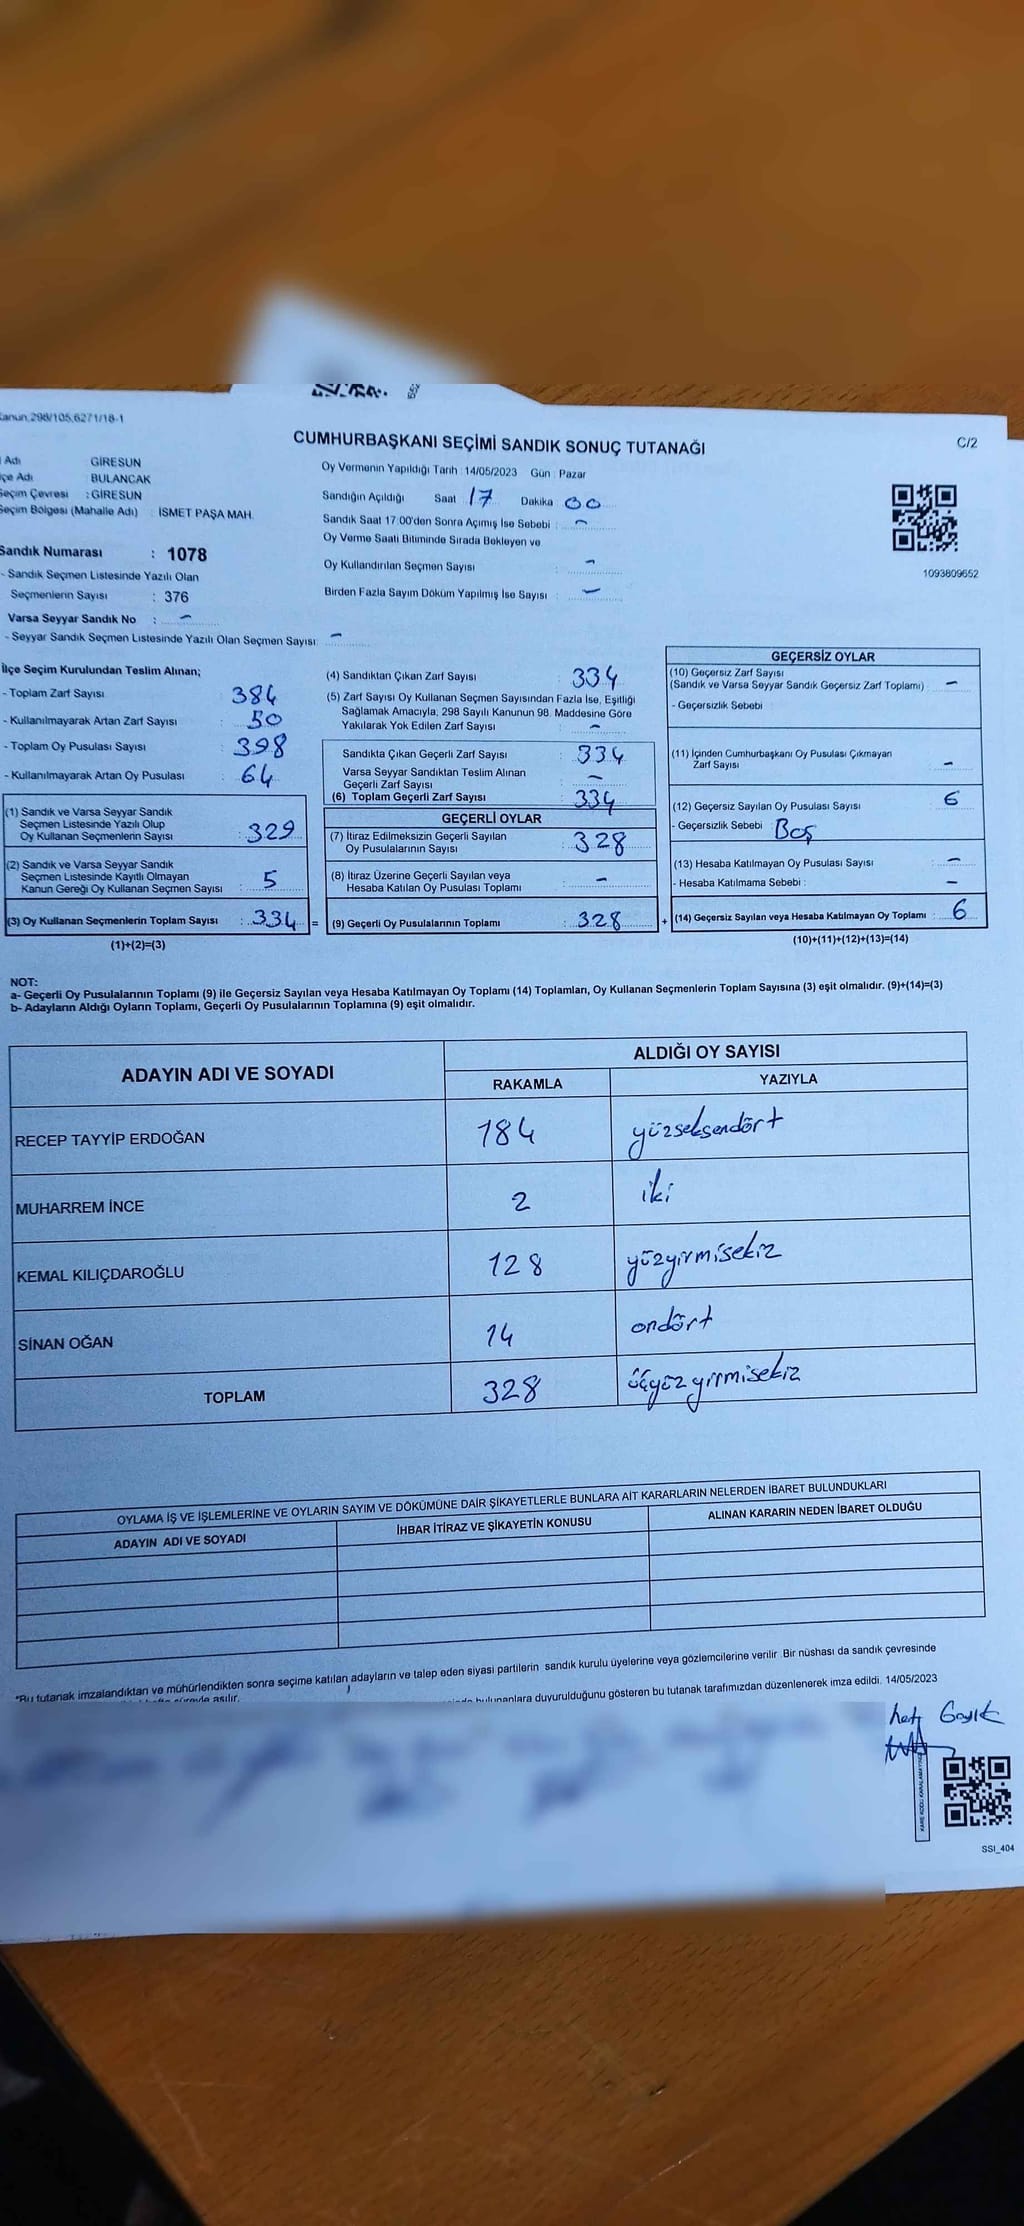 Kanun,298/105,6271/18-1
C/2
CUMHURBAŞKANI SEÇİMİ SANDIK SONUÇ TUTANAĞI
Adı GİRESUN
çe Adı BULANCAK
Seçim Çevresi : GİRESUN
Seçim Bölgesi (Mahalle Adı) İSMET PAŞA MAH.
Sandık Numarası : 1078
- Sandık Seçmen Listesinde Yazılı Olan
Seçmenlerin Sayısı : 376
Varsa Seyyar Sandık No : -
- Seyyar Sandık Seçmen Listesinde Yazılı Olan Seçmen Sayısı: -
Oy Vermenin Yapıldığı Tarih : 14/05/2023 Gün : Pazar
Sandığın Açıldığı Saat 17 Dakika 00
Sandık Saat 17:00'den Sonra Açımış İse Sebebi : -
Oy Verme Saati Bitiminde Sırada Bekleyen ve
Oy Kullandırılan Seçmen Sayısı : -
Birden Fazla Sayım Döküm Yapılmış İse Sayısı : -
1093809652
İlçe Seçim Kurulundan Teslim Alınan;
- Toplam Zarf Sayısı : 384
- Kullanılmayarak Artan Zarf Sayısı : 50
- Toplam Oy Pusulası Sayısı : 398
- Kullanılmayarak Artan Oy Pusulası : 64
(1) Sandık ve Varsa Seyyar Sandık
Seçmen Listesinde Yazılı Olup
Oy Kullanan Seçmenlerin Sayısı : 329
(2) Sandık ve Varsa Seyyar Sandık
Seçmen Listesinde Kayıtlı Olmayan
Kanun Gereği Oy Kullanan Seçmen Sayısı : 5
(3) Oy Kullanan Seçmenlerin Toplam Sayısı : 334 =
(1)+(2)=(3)
(4) Sandıktan Çıkan Zarf Sayısı : 334
(5) Zarf Sayısı Oy Kullanan Seçmen Sayısından Fazla İse, Eşitliği
Sağlamak Amacıyla, 298 Sayılı Kanunun 98. Maddesine Göre
Yakılarak Yok Edilen Zarf Sayısı : -
Sandıkta Çıkan Geçerli Zarf Sayısı : 334
Varsa Seyyar Sandıktan Teslim Alınan
Geçerli Zarf Sayısı : -
(6) Toplam Geçerli Zarf Sayısı : 334
GEÇERLİ OYLAR
(7) İtiraz Edilmeksizin Geçerli Sayılan
Oy Pusulalarının Sayısı : 328
(8) İtiraz Üzerine Geçerli Sayılan veya
Hesaba Katılan Oy Pusulası Toplamı : -
(9) Geçerli Oy Pusulalarının Toplamı : 328 +
GEÇERSİZ OYLAR
(10) Geçersiz Zarf Sayısı
(Sandık ve Varsa Seyyar Sandık Geçersiz Zarf Toplamı) : -
- Geçersizlik Sebebi
(11) İçinden Cumhurbaşkanı Oy Pusulası Çıkmayan
Zarf Sayısı : -
(12) Geçersiz Sayılan Oy Pusulası Sayısı : 6
- Geçersizlik Sebebi : Boş
(13) Hesaba Katılmayan Oy Pusulası Sayısı : -
- Hesaba Katılmama Sebebi : -
(14) Geçersiz Sayılan veya Hesaba Katılmayan Oy Toplamı : 6
(10)+(11)+(12)+(13)=(14)
NOT:
a- Geçerli Oy Pusulalarının Toplamı (9) ile Geçersiz Sayılan veya Hesaba Katılmayan Oy Toplamı (14) Toplamları, Oy Kullanan Seçmenlerin Toplam Sayısına (3) eşit olmalıdır. (9)+(14)=(3)
b- Adayların Aldığı Oyların Toplamı, Geçerli Oy Pusulalarının Toplamına (9) eşit olmalıdır.
ADAYIN ADI VE SOYADI ALDIĞI OY SAYISI
RAKAMLA YAZIYLA
RECEP TAYYİP ERDOĞAN 184 yüzseksendört
MUHARREM İNCE 2 iki
KEMAL KILIÇDAROĞLU 128 yüzyirmisekiz
SİNAN OĞAN 14 ondört
TOPLAM 328 üçyüzyirmisekiz
OYLAMA İŞ VE İŞLEMLERİNE VE OYLARIN SAYIM VE DÖKÜMÜNE DAİR ŞİKAYETLERLE BUNLARA AİT KARARLARIN NELERDEN İBARET BULUNDUKLARI
ADAYIN ADI VE SOYADI İHBAR İTİRAZ VE ŞİKAYETİN KONUSU ALINAN KARARIN NEDEN İBARET OLDUĞU
*Bu tutanak imzalandıktan ve mühürlendikten sonra seçime katılan adayların ve talep eden siyasi partilerin sandık kurulu üyelerine veya gözlemcilerine verilir. Bir nüshası da sandık çevresinde
süreyle asılır.
bulunanlara duyurulduğunu gösteren bu tutanak tarafımızdan düzenlenerek imza edildi. 14/05/2023
KARE KODU KARALAMAYINIZ
SSI_404